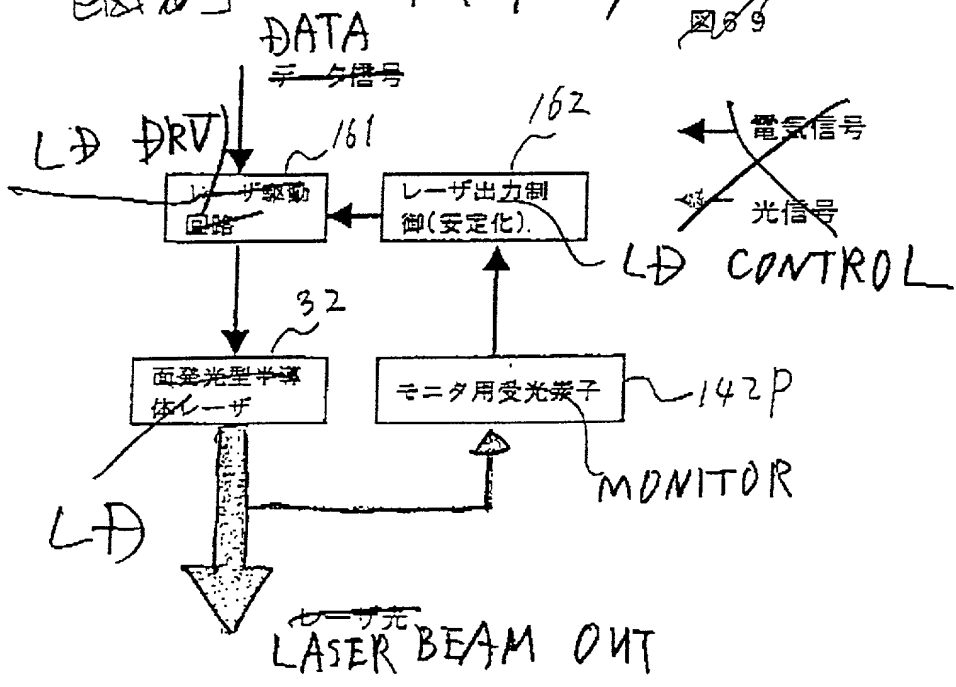 図69
DATA
データ信号
LD DRV
161
162
電気信号
レーザ駆動
回路
レーザ出力制
御(安定化).
光信号
LD CONTROL
32
面発光型半導
体レーザ
モニタ用受光素子
142P
MONITOR
LD
レーザ光
LASER BEAM OUT